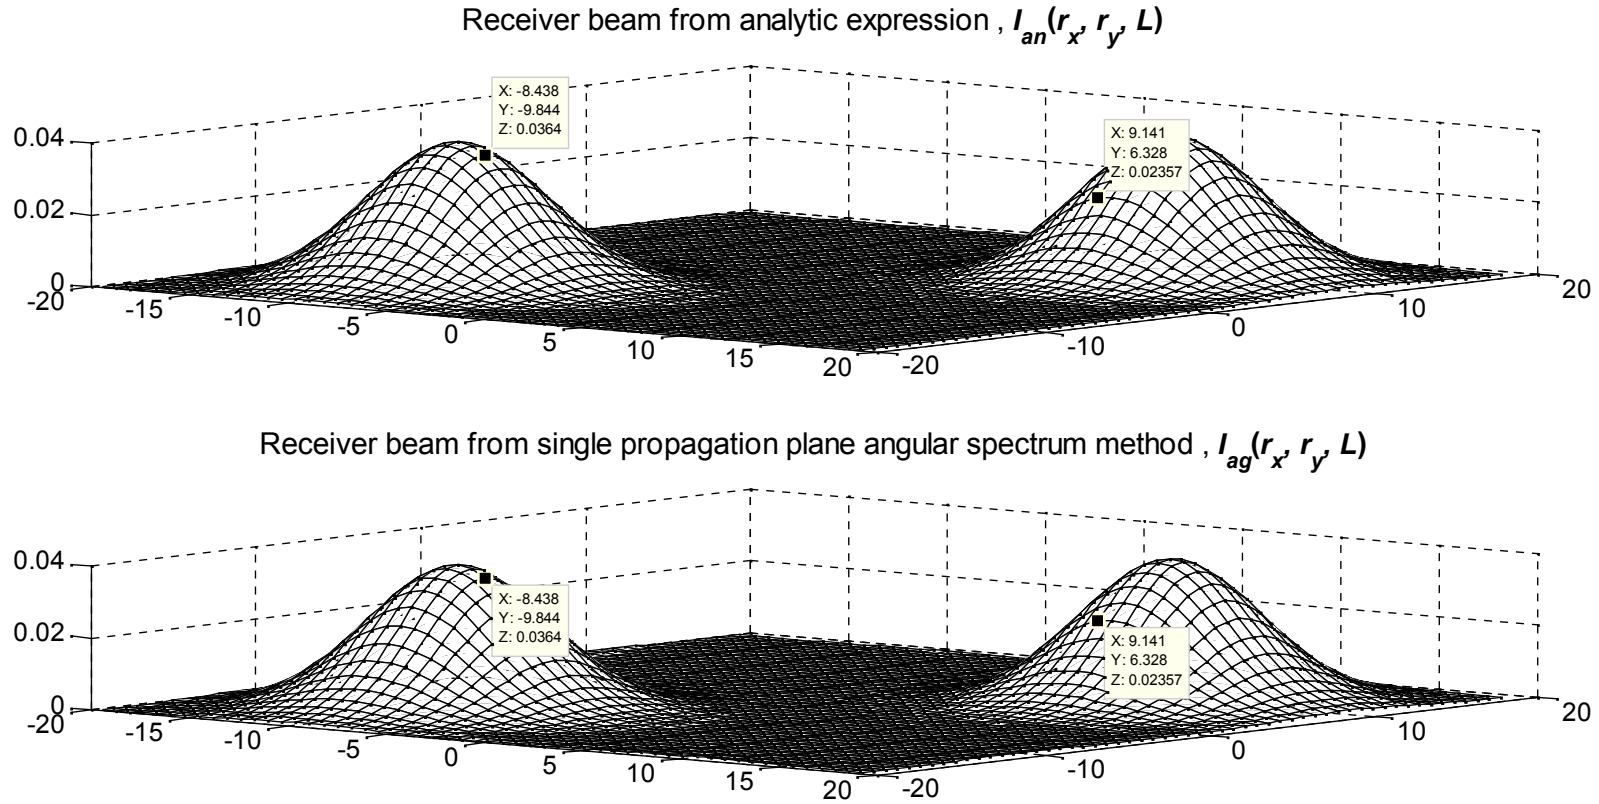 Receiver beam from analytic expression , I_an(r_x, r_y, L)
X: -8.438
Y: -9.844
Z: 0.0364
X: 9.141
Y: 6.328
Z: 0.02357
0.04
0.02
0
-20
-15
-10
-5
0
5
10
15
20
-20
-10
0
10
20
Receiver beam from single propagation plane angular spectrum method , I_ag(r_x, r_y, L)
X: -8.438
Y: -9.844
Z: 0.0364
X: 9.141
Y: 6.328
Z: 0.02357
0.04
0.02
0
-20
-15
-10
-5
0
5
10
15
20
-20
-10
0
10
20